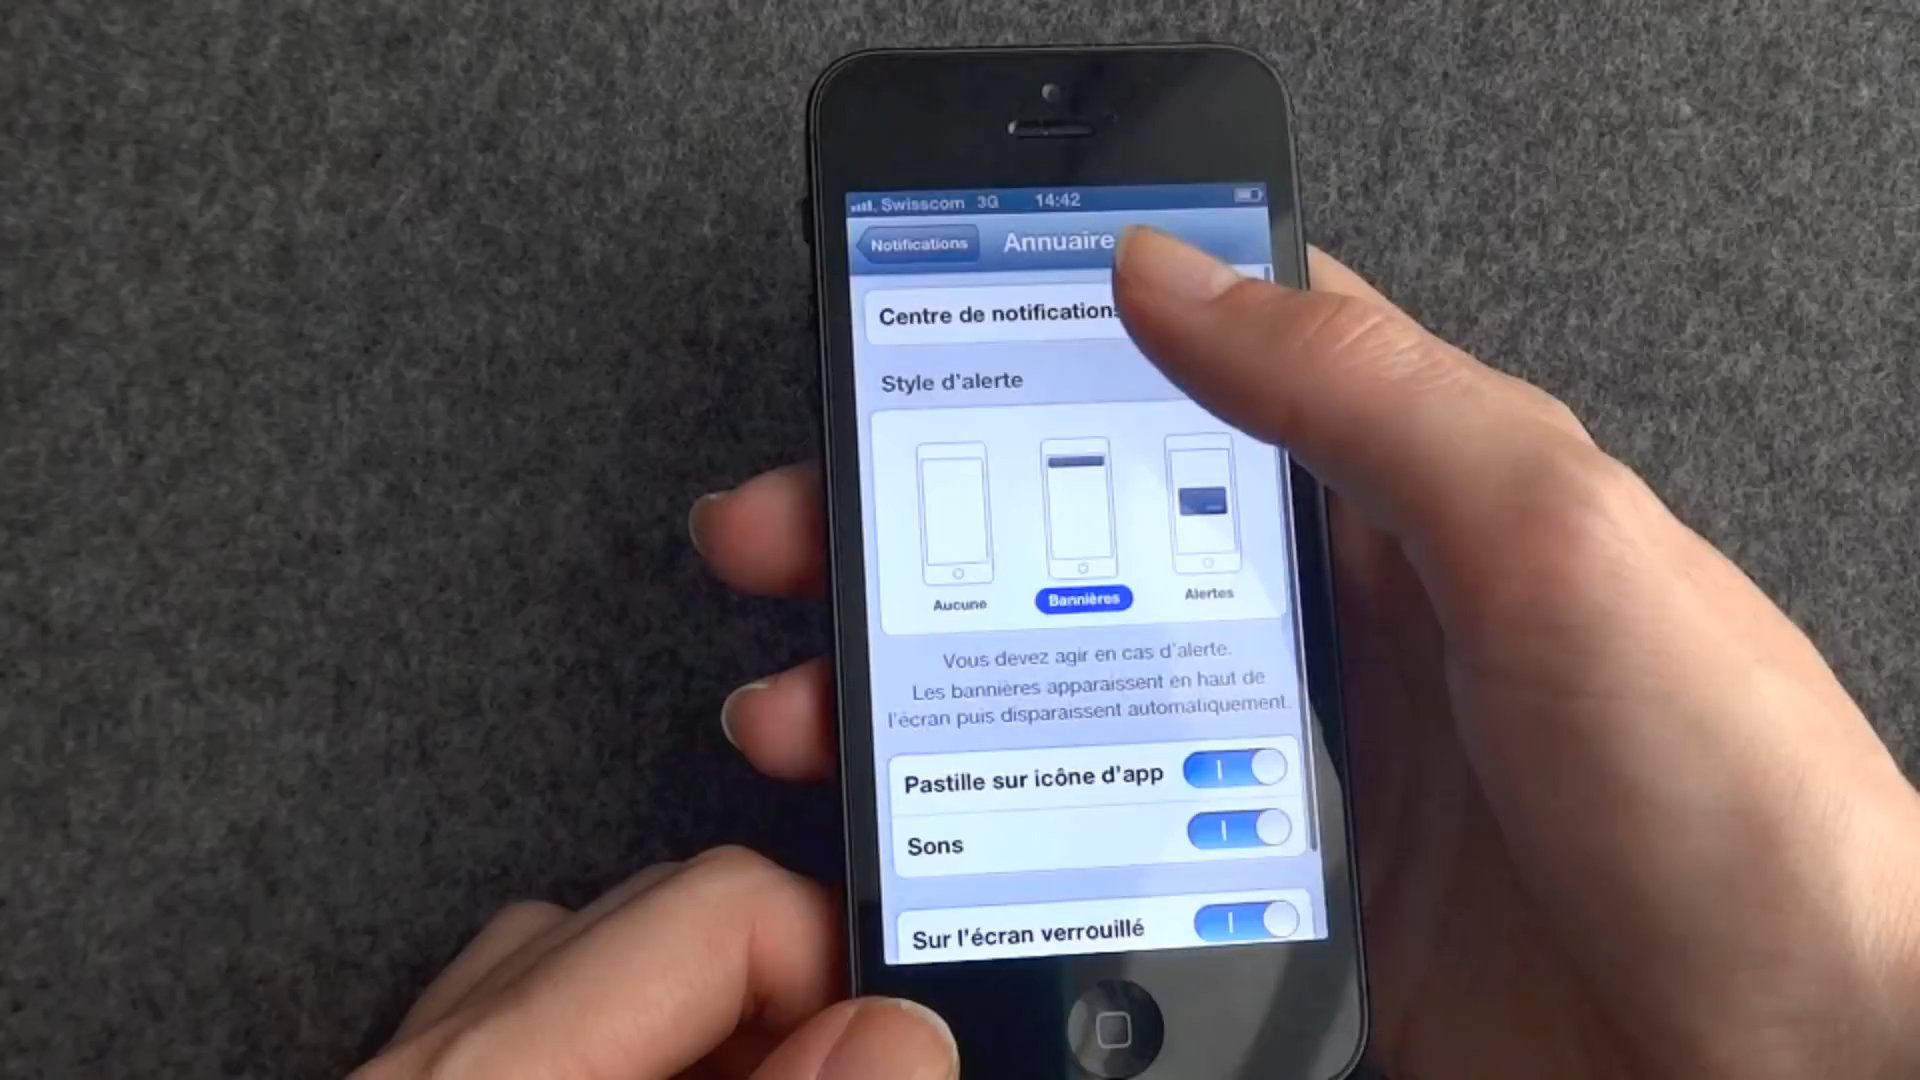 Swisscom 3G 14:42
Notifications Annuaire
Centre de notifications
Style d'alerte
Aucune Bannières Alertes
Vous devez agir en cas d'alerte.
Les bannières apparaissent en haut de
l'écran puis disparaissent automatiquement.
Pastille sur icône d'app
Sons
Sur l'écran verrouillé